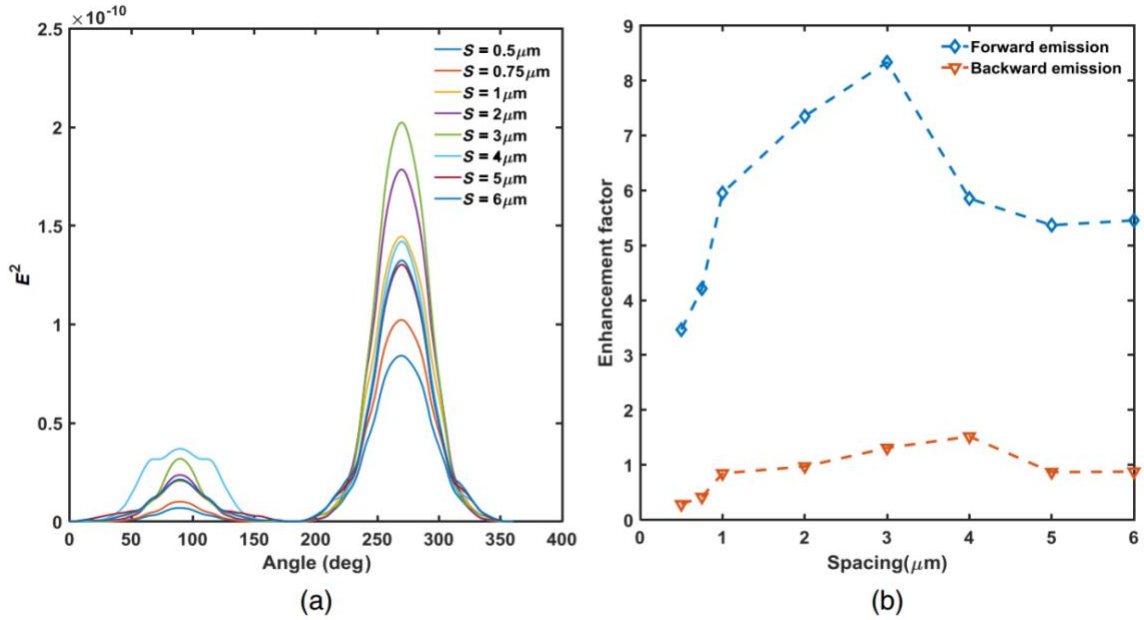 ×10⁻¹⁰
2.5
2
1.5
1
0.5
0
E²
0 50 100 150 200 250 300 350 400
Angle (deg)
S = 0.5μm
S = 0.75μm
S = 1μm
S = 2μm
S = 3μm
S = 4μm
S = 5μm
S = 6μm
(a)
9
8
7
6
5
4
3
2
1
0
Enhancement factor
0 1 2 3 4 5 6
Spacing(μm)
Forward emission
Backward emission
(b)